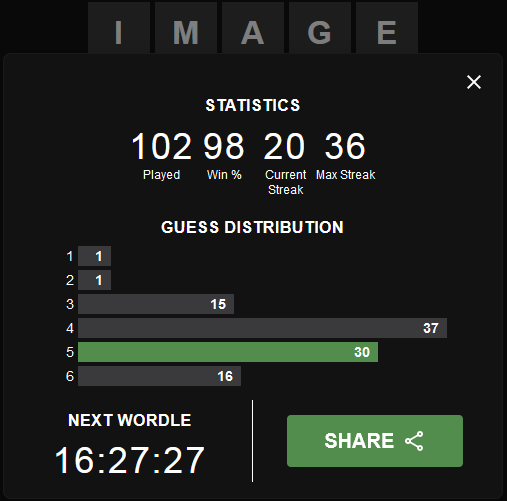 I M A G E
STATISTICS
102 98 20 36
Played Win % Current Streak Max Streak
GUESS DISTRIBUTION
1 1
2 1
3 15
4 37
5 30
6 16
NEXT WORDLE
16:27:27
SHARE